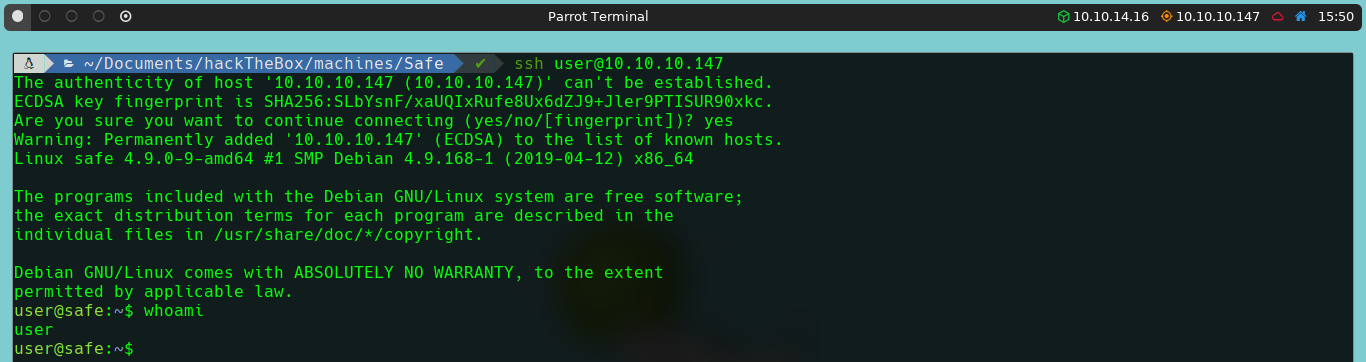 Parrot Terminal 10.10.14.16 10.10.10.147 15:50
~/Documents/hackTheBox/machines/Safe ✔ ssh user@10.10.10.147
The authenticity of host '10.10.10.147 (10.10.10.147)' can't be established.
ECDSA key fingerprint is SHA256:SLbYsnF/xaUQIxRufe8Ux6dZJ9+Jler9PTISUR90xkc.
Are you sure you want to continue connecting (yes/no/[fingerprint])? yes
Warning: Permanently added '10.10.10.147' (ECDSA) to the list of known hosts.
Linux safe 4.9.0-9-amd64 #1 SMP Debian 4.9.168-1 (2019-04-12) x86_64
The programs included with the Debian GNU/Linux system are free software;
the exact distribution terms for each program are described in the
individual files in /usr/share/doc/*/copyright.
Debian GNU/Linux comes with ABSOLUTELY NO WARRANTY, to the extent
permitted by applicable law.
user@safe:~$ whoami
user
user@safe:~$